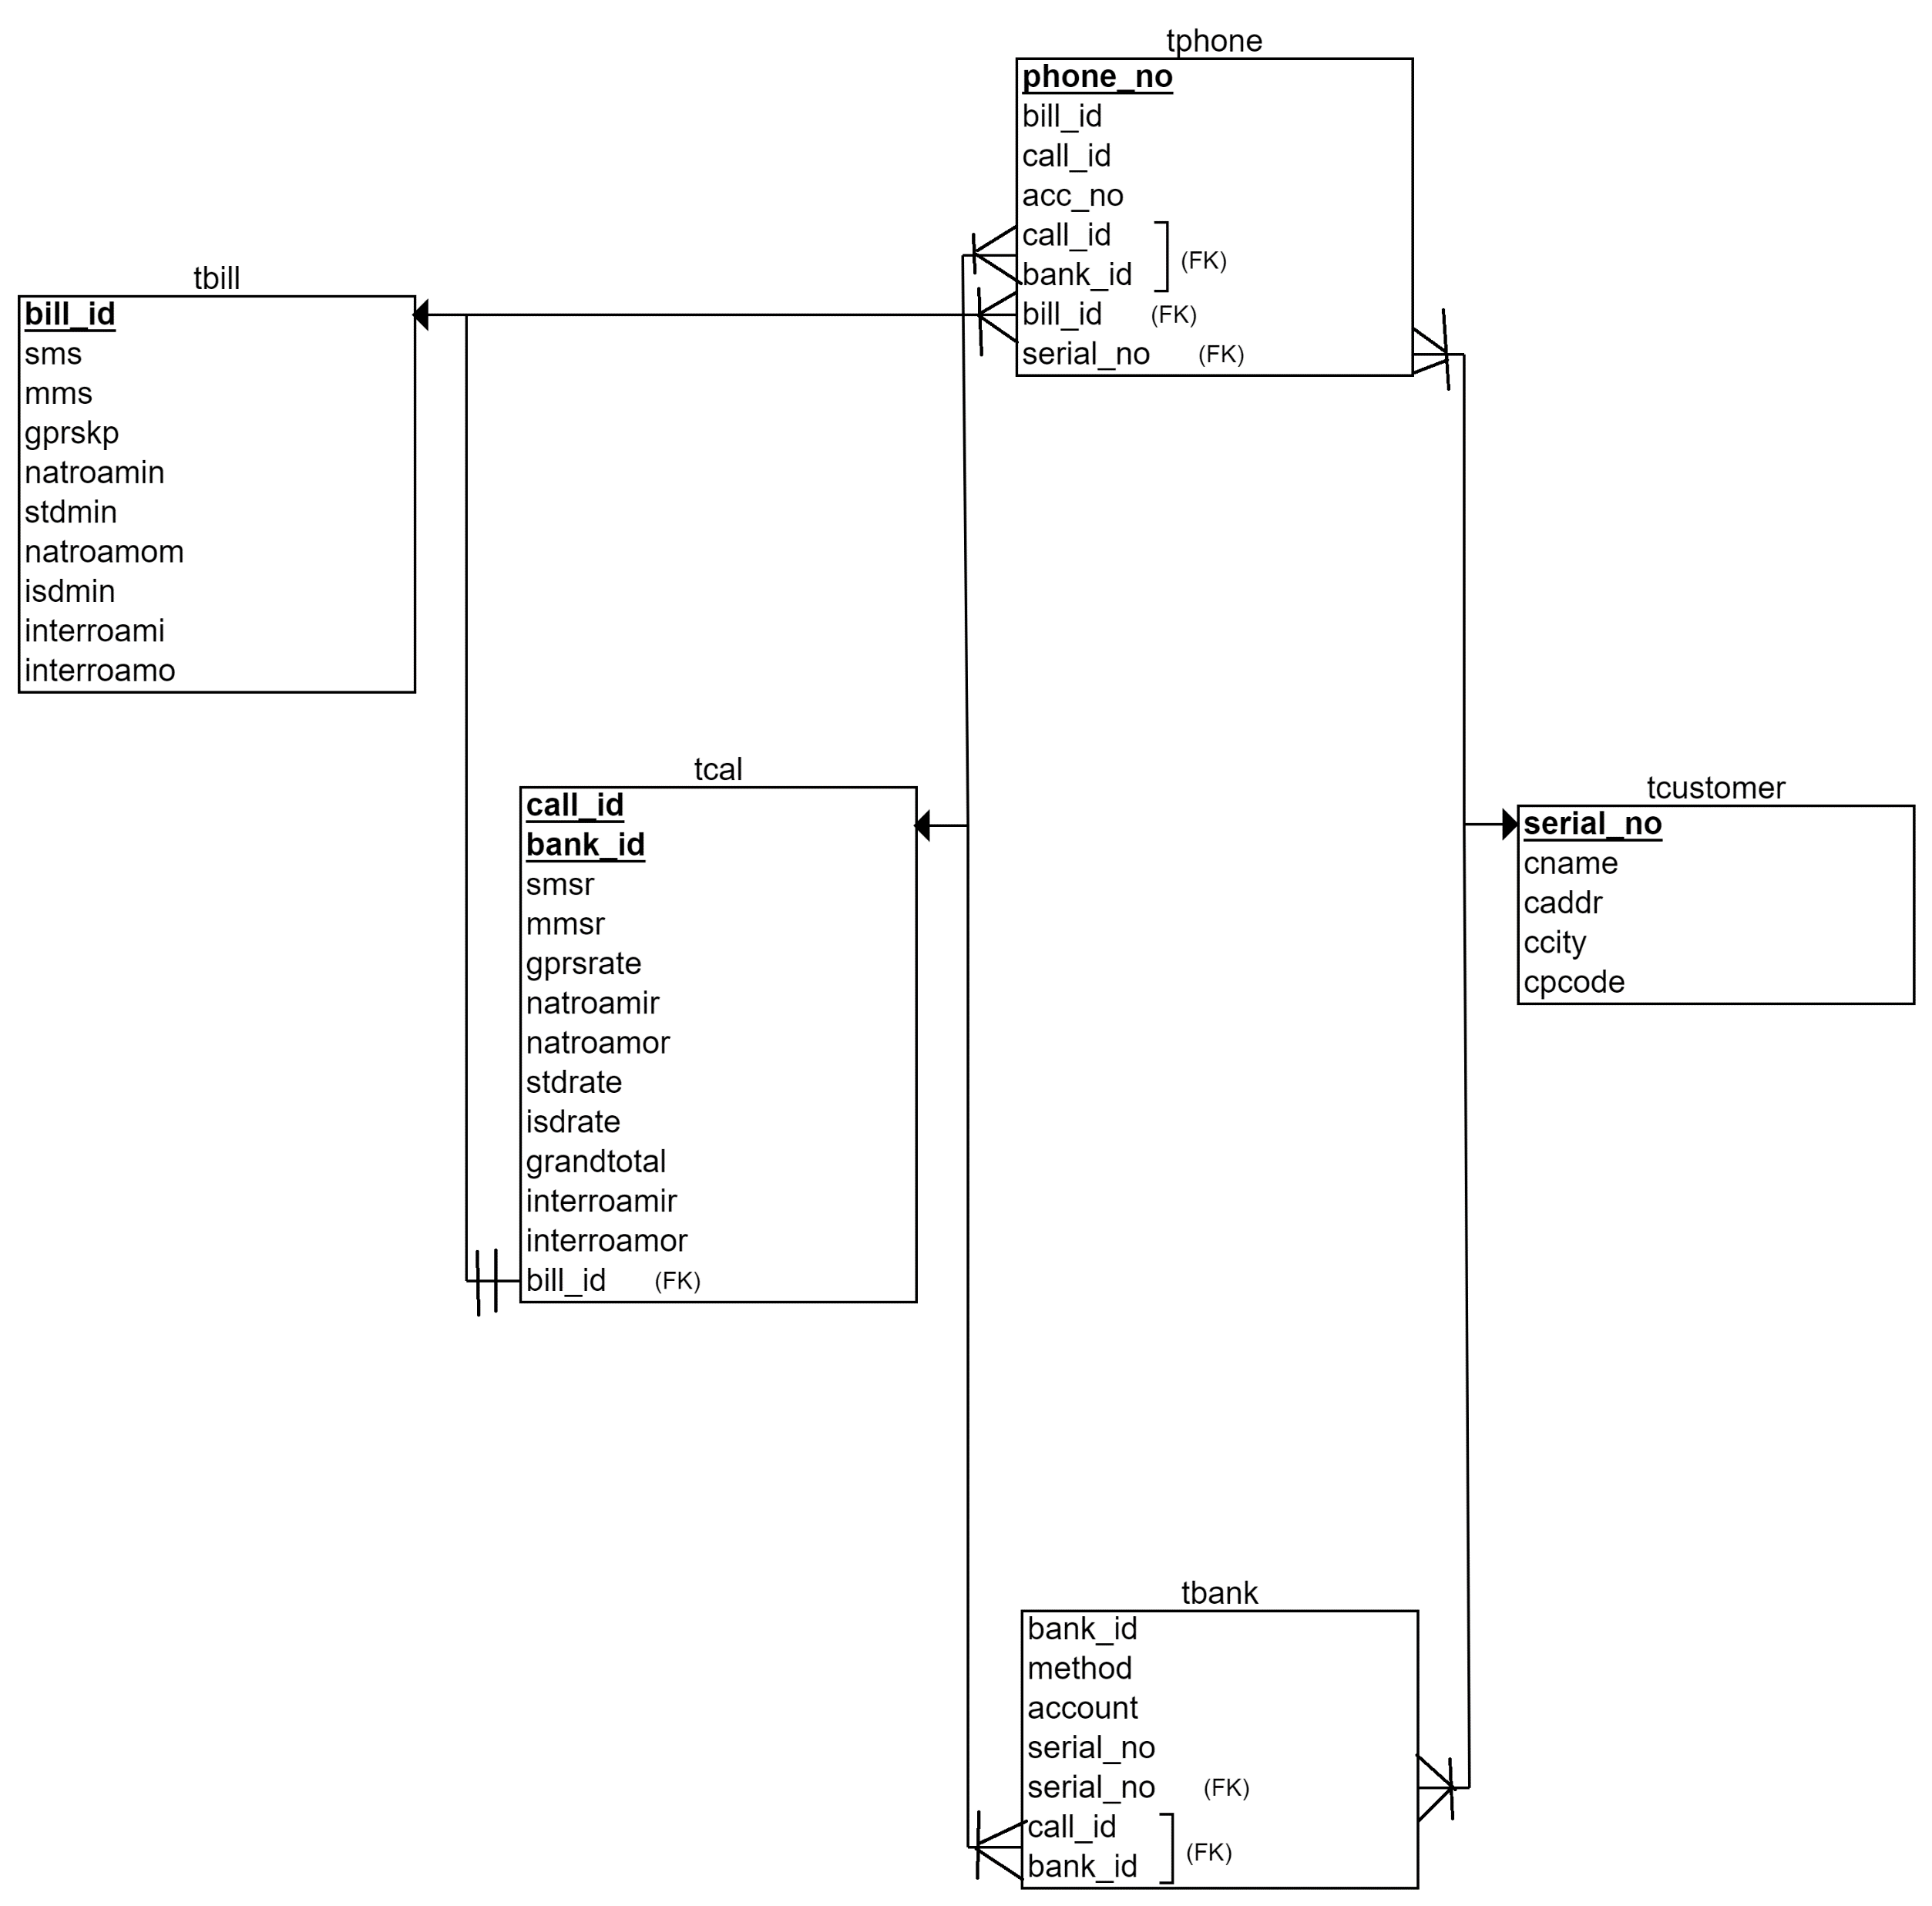 tphone
phone_no
bill_id
call_id
acc_no
call_id
bank_id
(FK)
bill_id (FK)
serial_no (FK)
tbill
bill_id
sms
mms
gprskp
natroamin
stdmin
natroamom
isdmin
interroami
interroamo
tcal
call_id
bank_id
smsr
mmsr
gprsrate
natroamir
natroamor
stdrate
isdrate
grandtotal
interroamir
interroamor
bill_id (FK)
tcustomer
serial_no
cname
caddr
ccity
cpcode
tbank
bank_id
method
account
serial_no
serial_no (FK)
call_id
bank_id
(FK)